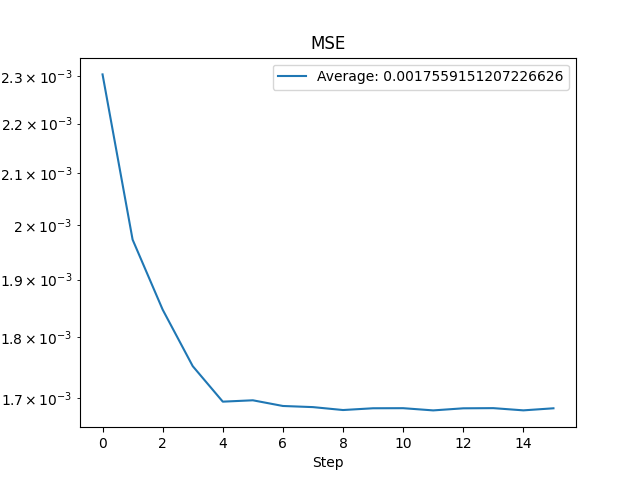 MSE
Average: 0.0017559151207226626
2.3 × 10⁻³
2.2 × 10⁻³
2.1 × 10⁻³
2 × 10⁻³
1.9 × 10⁻³
1.8 × 10⁻³
1.7 × 10⁻³
0 2 4 6 8 10 12 14
Step